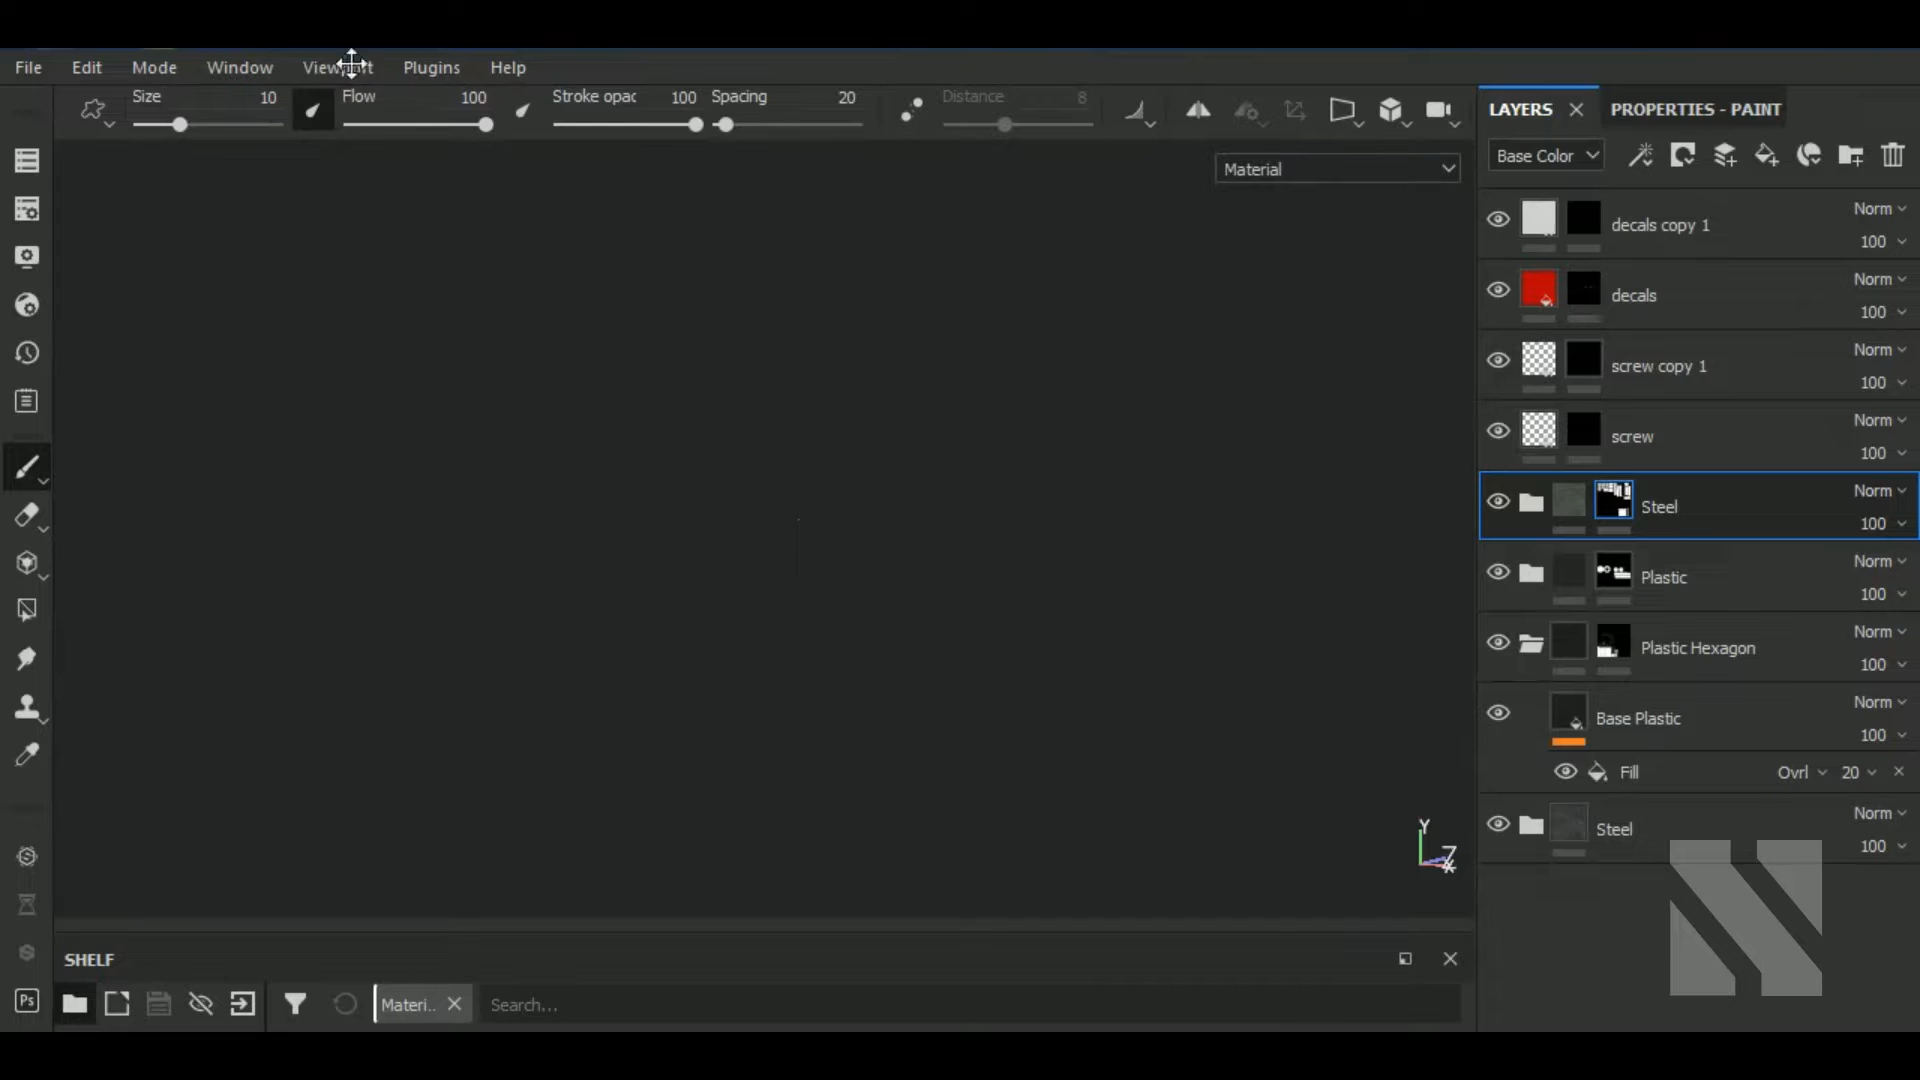 File Edit Mode Window Viewport Plugins Help
Size 10 Flow 100 Stroke opac 100 Spacing 20 Distance 8
LAYERS PROPERTIES - PAINT
Base Color
Material
decals copy 1 Norm 100
decals Norm 100
screw copy 1 Norm 100
screw Norm 100
Steel Norm 100
Plastic Norm 100
Plastic Hexagon Norm 100
Base Plastic Norm 100
Fill Ovrl 20
Steel Norm 100
Y
Z
X
SHELF
Ps
Materi..
Search...